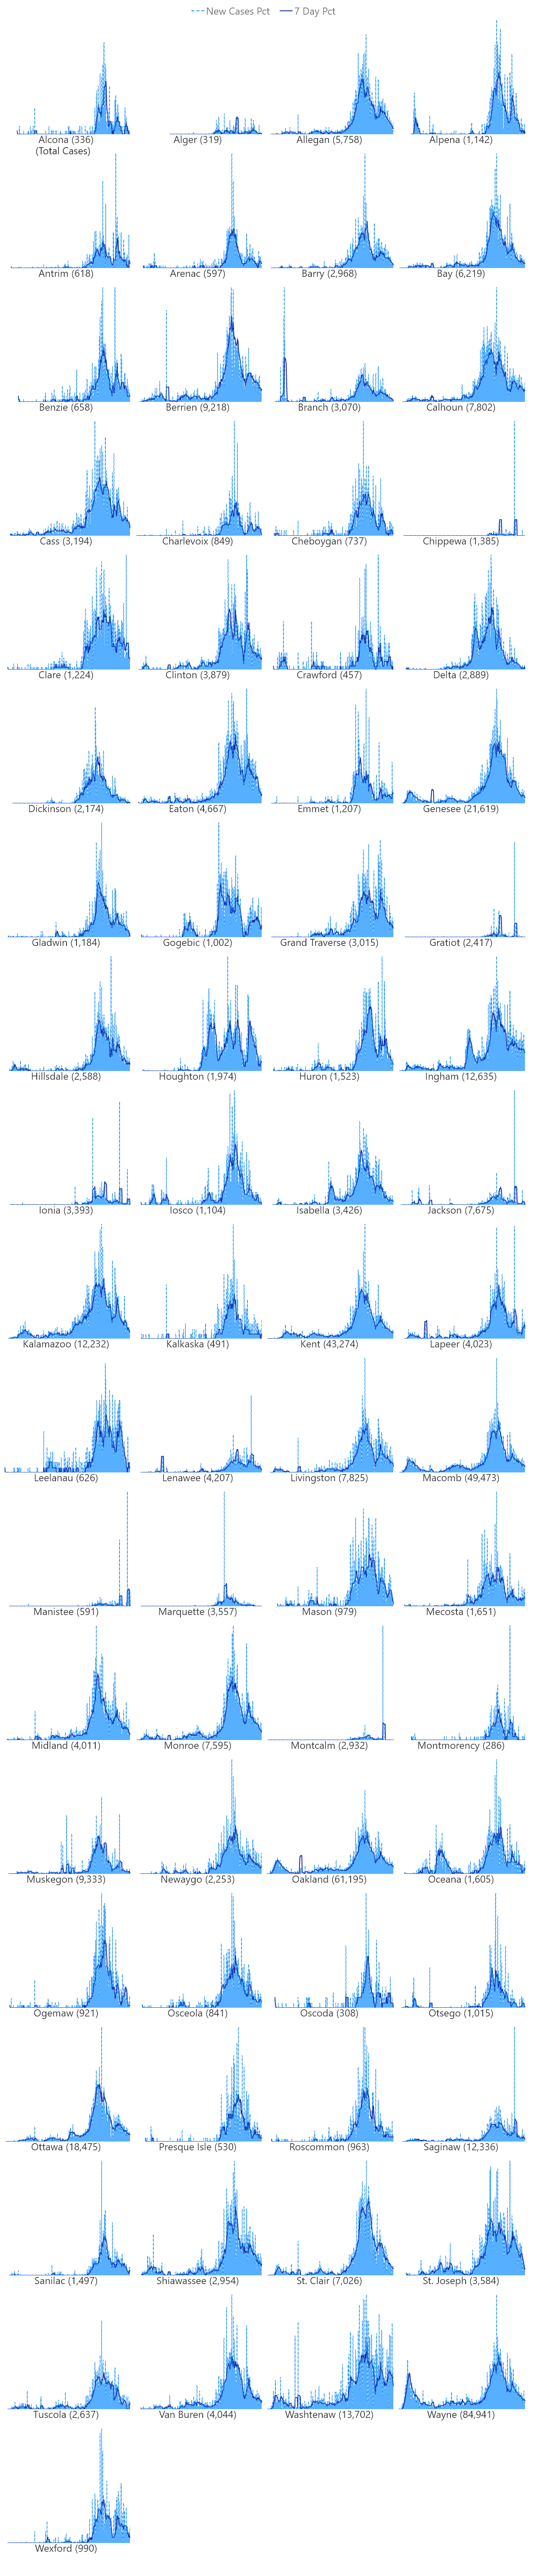 New Cases Pct 7 Day Pct
Alcona (336) Alger (319) Allegan (5,758) Alpena (1,142)
(Total Cases)
Antrim (618) Arenac (597) Barry (2,968) Bay (6,219)
Benzie (658) Berrien (9,218) Branch (3,070) Calhoun (7,802)
Cass (3,194) Charlevoix (849) Cheboygan (737) Chippewa (1,385)
Clare (1,224) Clinton (3,879) Crawford (457) Delta (2,889)
Dickinson (2,174) Eaton (4,667) Emmet (1,207) Genesee (21,619)
Gladwin (1,184) Gogebic (1,002) Grand Traverse (3,015) Gratiot (2,417)
Hillsdale (2,588) Houghton (1,974) Huron (1,523) Ingham (12,635)
Ionia (3,393) Iosco (1,104) Isabella (3,426) Jackson (7,675)
Kalamazoo (12,232) Kalkaska (491) Kent (43,274) Lapeer (4,023)
Leelanau (626) Lenawee (4,207) Livingston (7,825) Macomb (49,473)
Manistee (591) Marquette (3,557) Mason (979) Mecosta (1,651)
Midland (4,011) Monroe (7,595) Montcalm (2,932) Montmorency (286)
Muskegon (9,333) Newaygo (2,253) Oakland (61,195) Oceana (1,605)
Ogemaw (921) Osceola (841) Oscoda (308) Otsego (1,015)
Ottawa (18,475) Presque Isle (530) Roscommon (963) Saginaw (12,336)
Sanilac (1,497) Shiawassee (2,954) St. Clair (7,026) St. Joseph (3,584)
Tuscola (2,637) Van Buren (4,044) Washtenaw (13,702) Wayne (84,941)
Wexford (990)